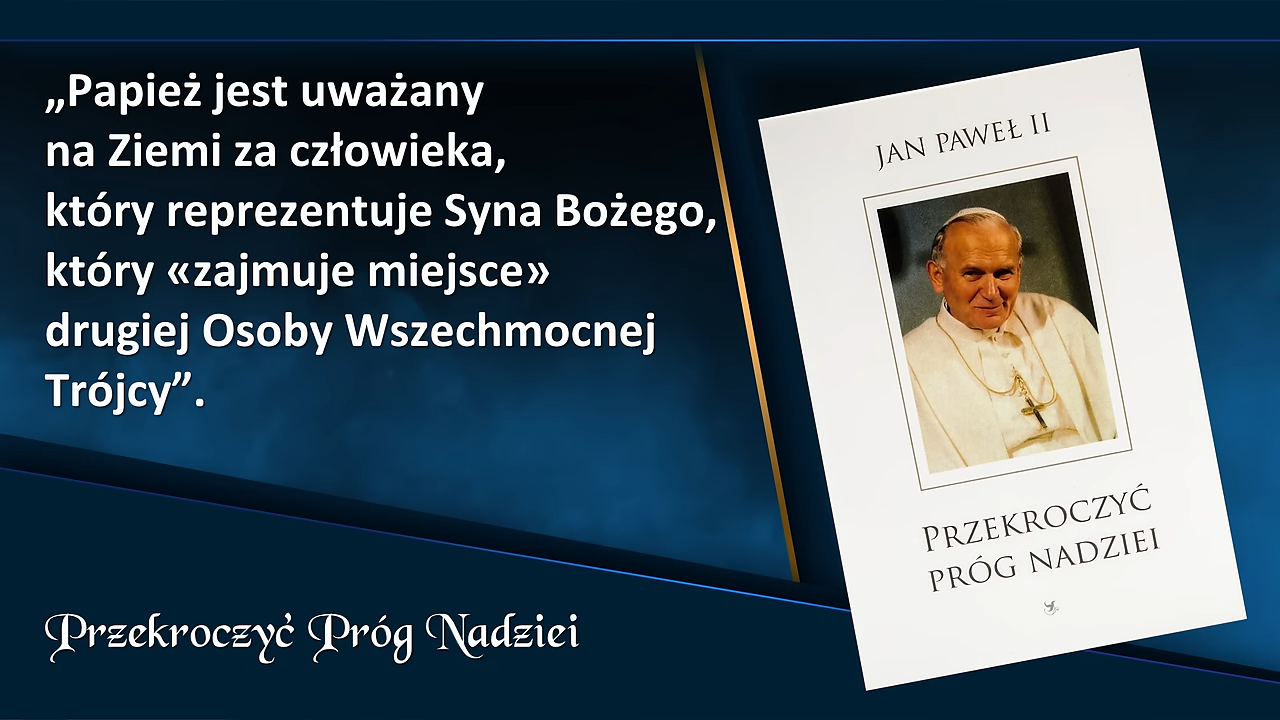 „Papież jest uważany
na Ziemi za człowieka,
który reprezentuje Syna Bożego,
który «zajmuje miejsce»
drugiej Osoby Wszechmocnej
Trójcy”.
Przekroczyć Próg Nadziei
JAN PAWEŁ II
PRZEKROCZYĆ
PRÓG NADZIEI